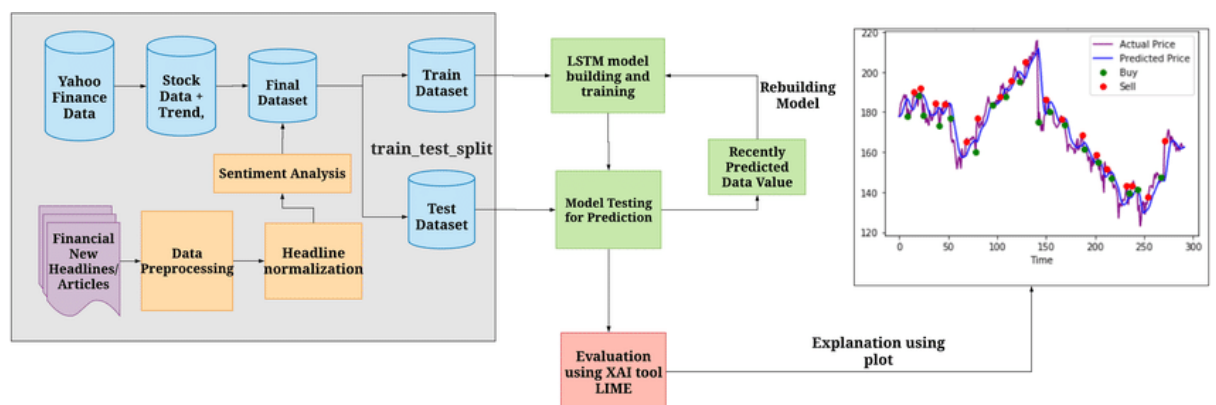 Yahoo
Finance
Data
Stock
Data +
Trend,
Final
Dataset
Train
Dataset
train_test_split
Test
Dataset
Sentiment Analysis
Financial
New
Headlines/
Articles
Data
Preprocessing
Headline
normalization
LSTM model
building and
training
Rebuilding
Model
Recently
Predicted
Data Value
Model Testing
for Prediction
Evaluation
using XAI tool
LIME
Explanation using
plot
220
200
180
160
140
120
0
50
100
150
200
250
300
Time
Actual Price
Predicted Price
Buy
Sell